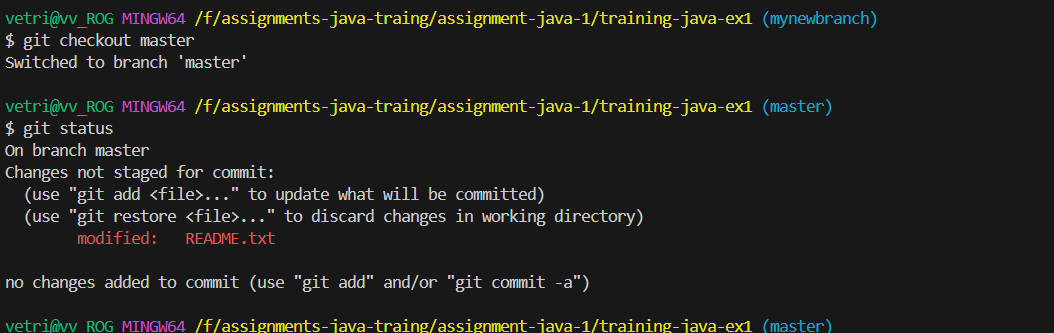 vetri@vv_ROG MINGW64 /f/assignments-java-traing/assignment-java-1/training-java-ex1 (mynewbranch)
$ git checkout master
Switched to branch 'master'
vetri@vv_ROG MINGW64 /f/assignments-java-traing/assignment-java-1/training-java-ex1 (master)
$ git status
On branch master
Changes not staged for commit:
  (use "git add <file>..." to update what will be committed)
  (use "git restore <file>..." to discard changes in working directory)
        modified:   README.txt
no changes added to commit (use "git add" and/or "git commit -a")
vetri@vv_ROG MINGW64 /f/assignments-java-traing/assignment-java-1/training-java-ex1 (master)